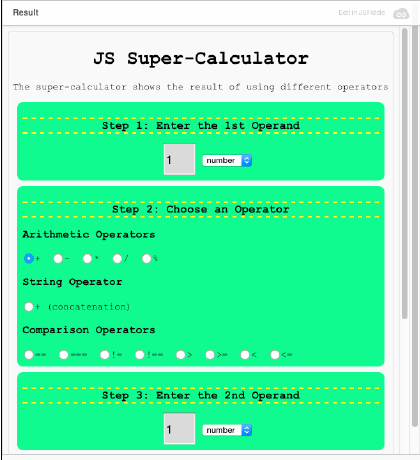 Result
Edit in JSFiddle
JS Super-Calculator
The super-calculator shows the result of using different operators
Step 1: Enter the 1st Operand
1 number
Step 2: Choose an Operator
Arithmetic Operators
+ - * / %
String Operator
+ (concatenation)
Comparison Operators
== === != !== > >= < <=
Step 3: Enter the 2nd Operand
1 number